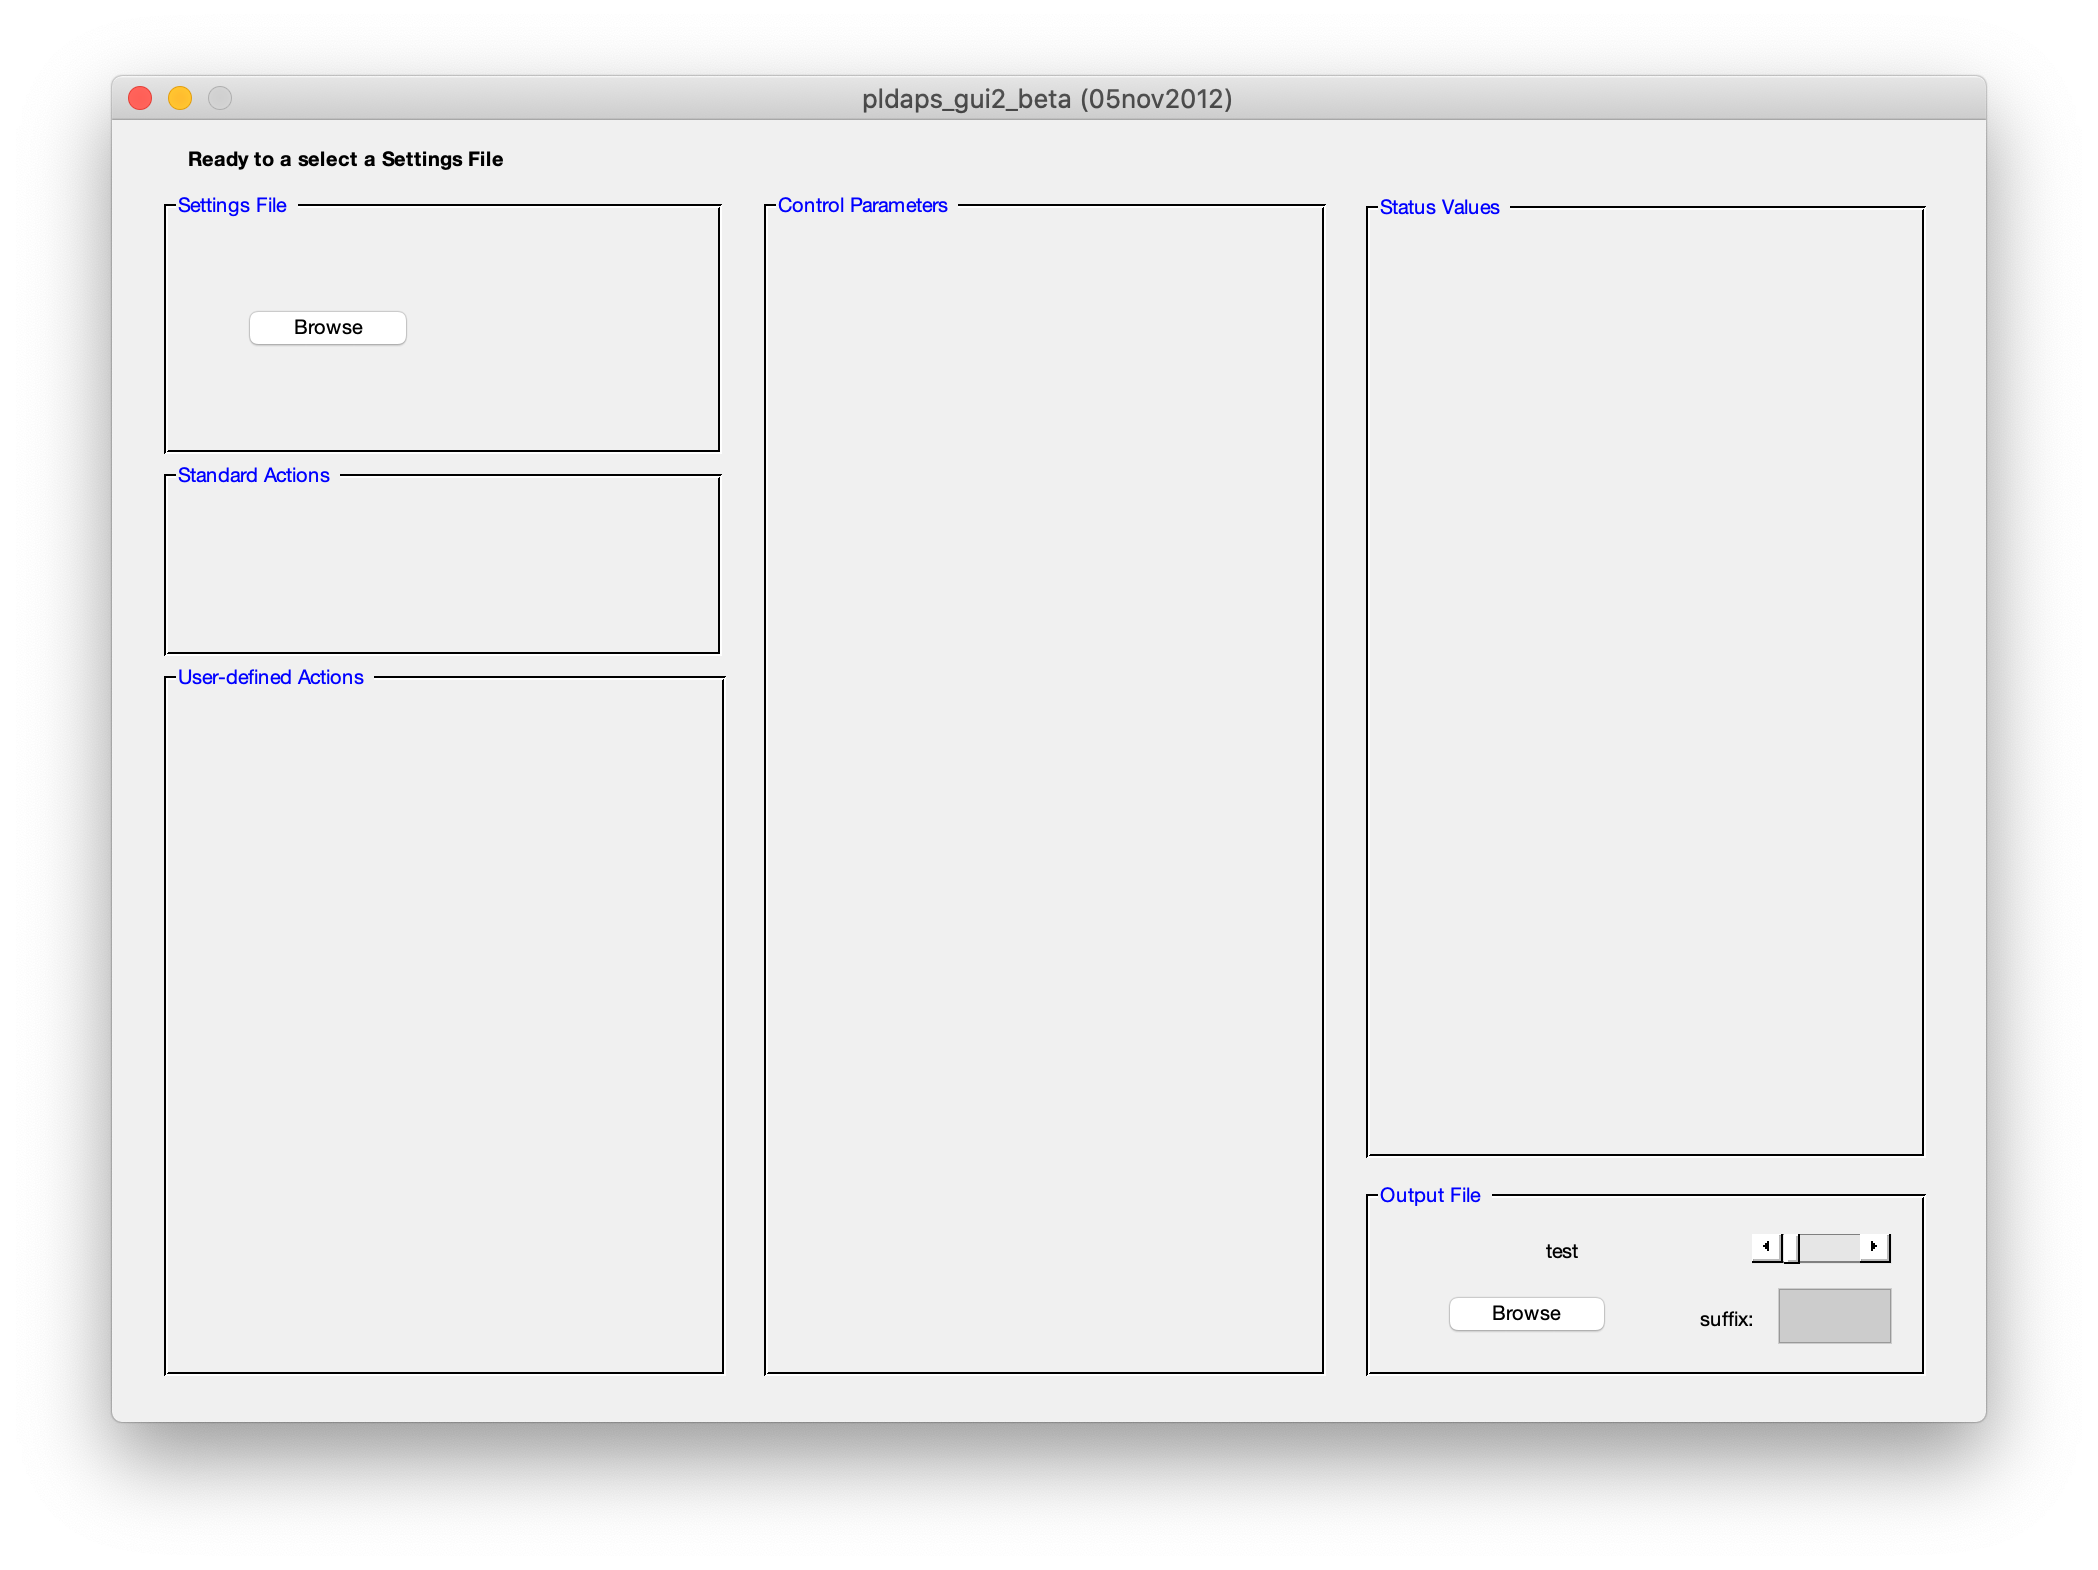 pldaps_gui2_beta (05nov2012)
Ready to a select a Settings File
Settings File
Browse
Standard Actions
User-defined Actions
Control Parameters
Status Values
Output File
test
Browse
suffix: